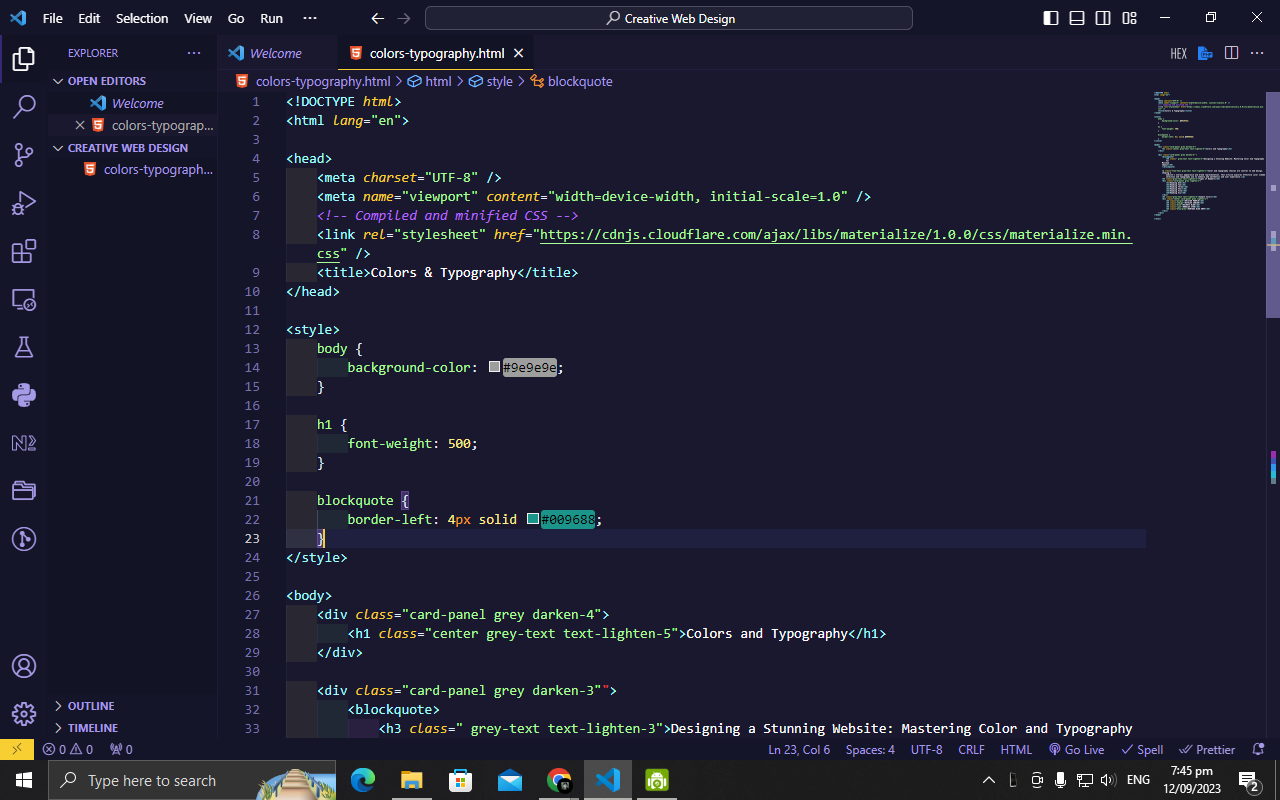 File Edit Selection View Go Run ··· Creative Web Design
EXPLORER ···
OPEN EDITORS
Welcome
colors-typograp...
CREATIVE WEB DESIGN
colors-typograph...
OUTLINE
TIMELINE
Welcome colors-typography.html HEX ···
colors-typography.html > html > style > blockquote
1 <!DOCTYPE html>
2 <html lang="en">
3
4 <head>
5 <meta charset="UTF-8" />
6 <meta name="viewport" content="width=device-width, initial-scale=1.0" />
7 <!-- Compiled and minified CSS -->
8 <link rel="stylesheet" href="https://cdnjs.cloudflare.com/ajax/libs/materialize/1.0.0/css/materialize.min.
css" />
9 <title>Colors & Typography</title>
10 </head>
11
12 <style>
13 body {
14 background-color: #9e9e9e;
15 }
16
17 h1 {
18 font-weight: 500;
19 }
20
21 blockquote {
22 border-left: 4px solid #009688;
23 }
24 </style>
25
26 <body>
27 <div class="card-panel grey darken-4">
28 <h1 class="center grey-text text-lighten-5">Colors and Typography</h1>
29 </div>
30
31 <div class="card-panel grey darken-3"">
32 <blockquote>
33 <h3 class=" grey-text text-lighten-3">Designing a Stunning Website: Mastering Color and Typography
0 0 0 Ln 23, Col 6 Spaces: 4 UTF-8 CRLF HTML Go Live Spell Prettier
Type here to search ENG 7:45 pm
12/09/2023 2